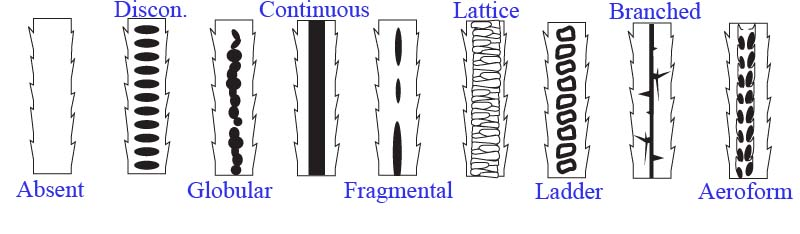 Discon.
Continuous
Lattice
Branched
Absent
Globular
Fragmental
Ladder
Aeroform